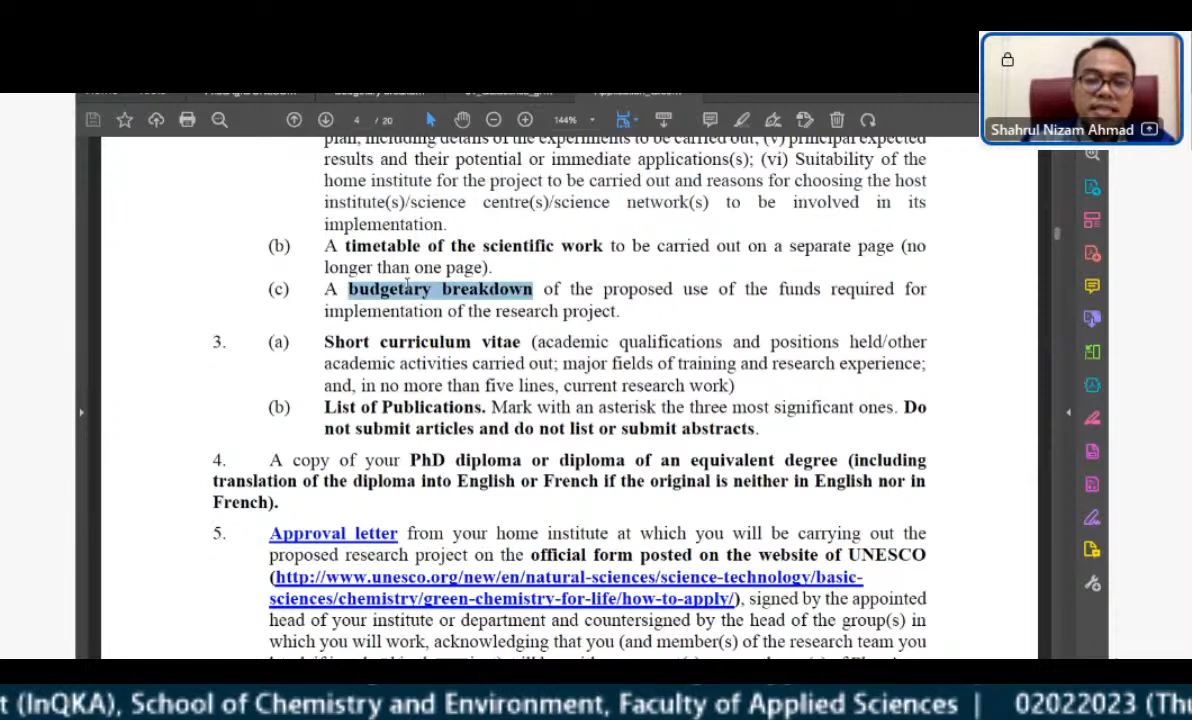 Shahrul Nizam Ahmad
4 / 20
144%
plan, including details of the experiments to be carried out; (v) principal expected
results and their potential or immediate applications(s); (vi) Suitability of the
home institute for the project to be carried out and reasons for choosing the host
institute(s)/science centre(s)/science network(s) to be involved in its
implementation.
(b) A timetable of the scientific work to be carried out on a separate page (no
longer than one page).
(c) A budgetary breakdown of the proposed use of the funds required for
implementation of the research project.
3. (a) Short curriculum vitae (academic qualifications and positions held/other
academic activities carried out; major fields of training and research experience;
and, in no more than five lines, current research work)
(b) List of Publications. Mark with an asterisk the three most significant ones. Do
not submit articles and do not list or submit abstracts.
4. A copy of your PhD diploma or diploma of an equivalent degree (including
translation of the diploma into English or French if the original is neither in English nor in
French).
5. Approval letter from your home institute at which you will be carrying out the
proposed research project on the official form posted on the website of UNESCO
(http://www.unesco.org/new/en/natural-sciences/science-technology/basic-
sciences/chemistry/green-chemistry-for-life/how-to-apply/), signed by the appointed
head of your institute or department and countersigned by the head of the group(s) in
which you will work, acknowledging that you (and member(s) of the research team you
t (InQKA), School of Chemistry and Environment, Faculty of Applied Sciences | 02022023 (Thu